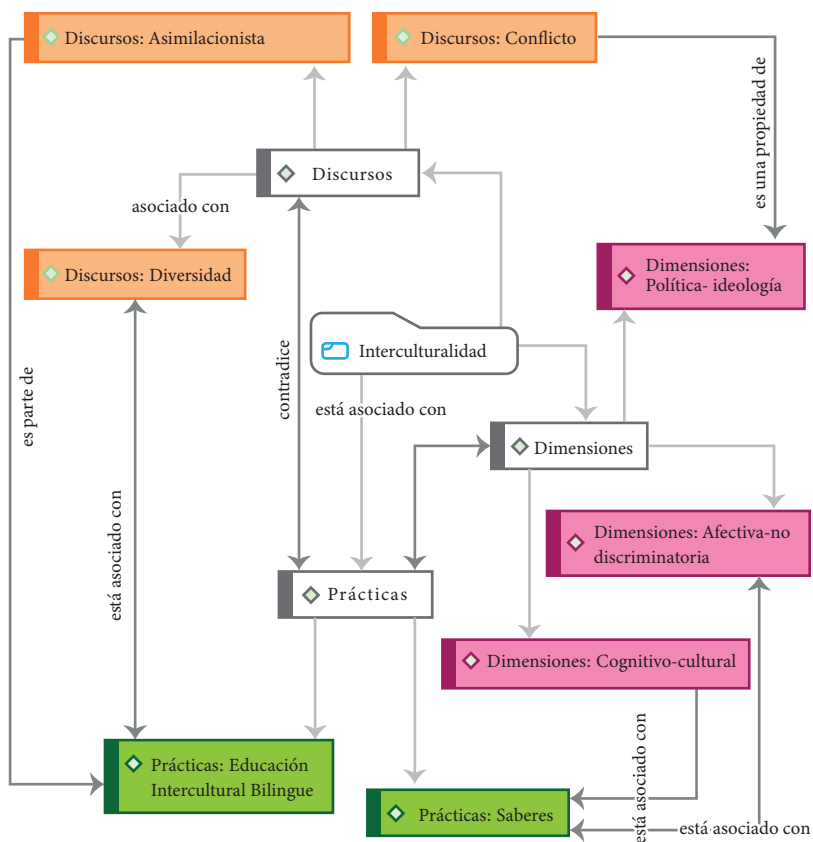 Discursos: Asimilacionista
Discursos: Conflicto
es una propiedad de
Discursos
asociado con
Discursos: Diversidad
Dimensiones:
Política- ideología
contradice
Interculturalidad
es parte de
está asociado con
Dimensiones
está asociado con
Dimensiones: Afectiva-no
discriminatoria
Prácticas
Dimensiones: Cognitivo-cultural
Prácticas: Educación
Intercultural Bilingue
está asociado con
Prácticas: Saberes
está asociado con